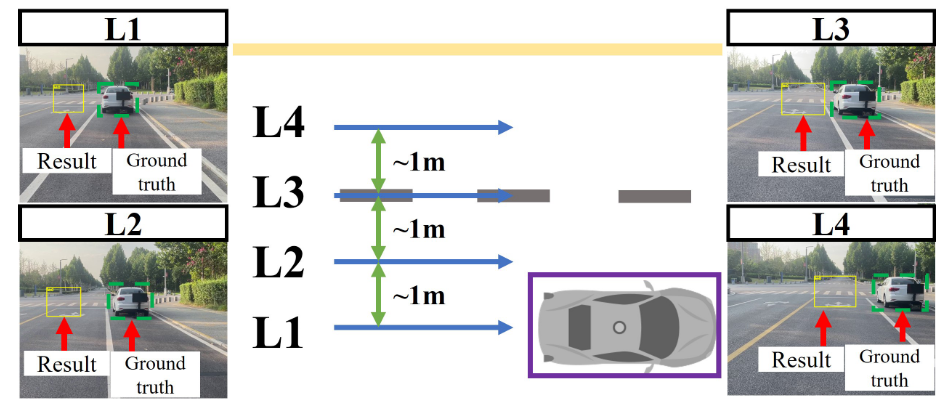 L1
Result
Ground
truth
L2
Result
Ground
truth
L4
~1m
L3
~1m
L2
~1m
L1
L3
Result
Ground
truth
L4
Result
Ground
truth